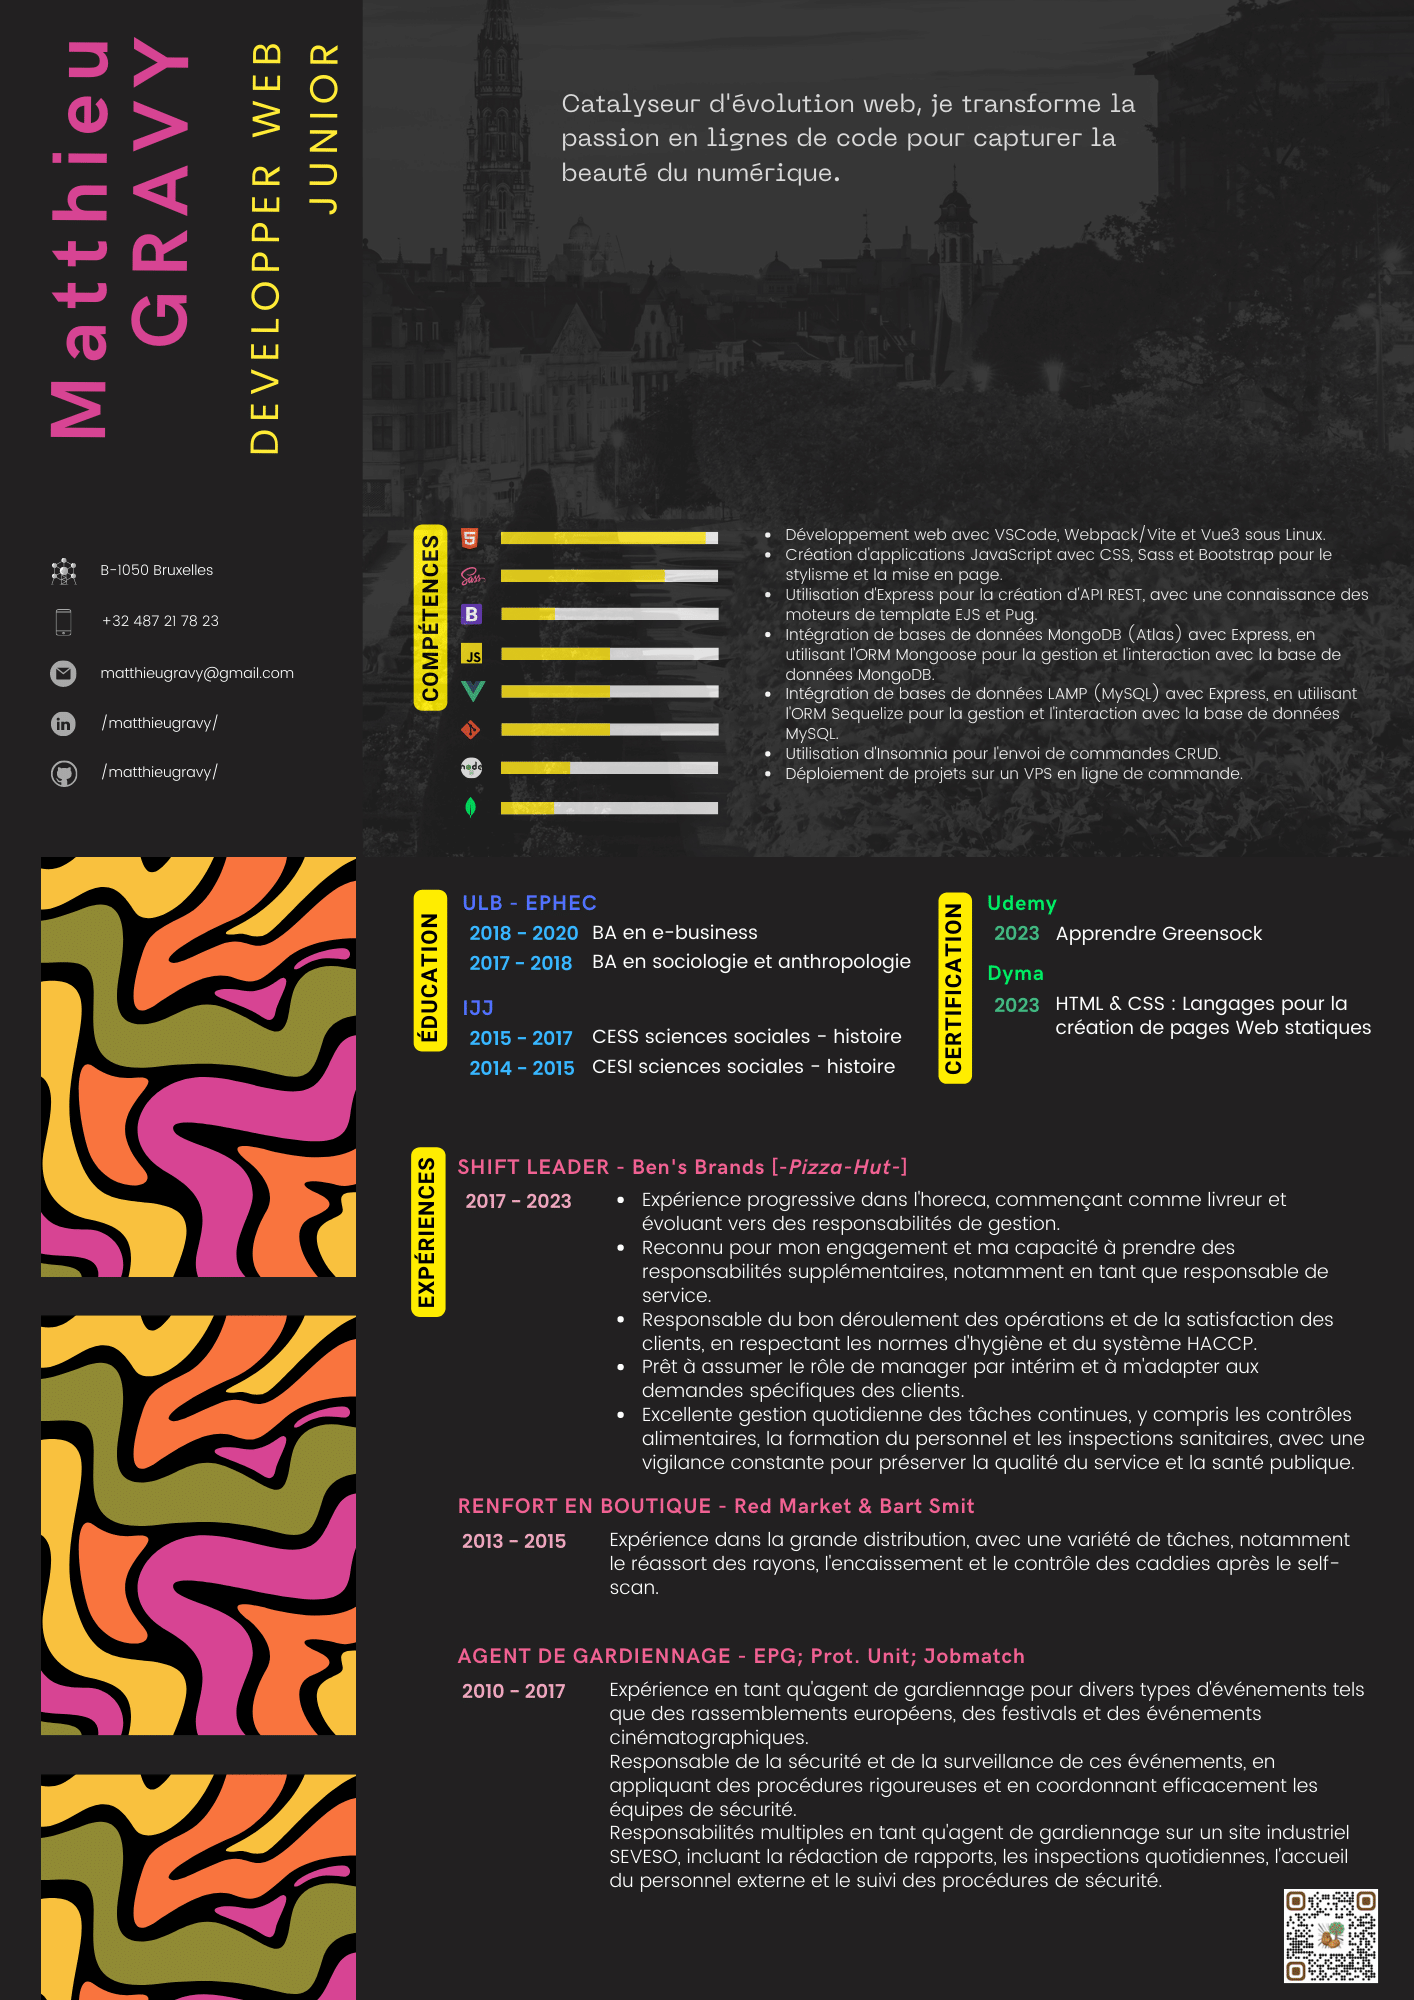 Matthieu
GRAVY
DEVELOPPER WEB
JUNIOR
Catalyseur d'évolution web, je transforme la
passion en lignes de code pour capturer la
beauté du numérique.
B-1050 Bruxelles
+32 487 21 78 23
matthieugravy@gmail.com
in
/matthieugravy/
/matthieugravy/
COMPÉTENCES
5
Sass
B
JS
node
Développement web avec VSCode, Webpack/Vite et Vue3 sous Linux.
Création d'applications JavaScript avec CSS, Sass et Bootstrap pour le
stylisme et la mise en page.
Utilisation d'Express pour la création d'API REST, avec une connaissance des
moteurs de template EJS et Pug.
Intégration de bases de données MongoDB (Atlas) avec Express, en
utilisant l'ORM Mongoose pour la gestion et l'interaction avec la base de
données MongoDB.
Intégration de bases de données LAMP (MySQL) avec Express, en utilisant
l'ORM Sequelize pour la gestion et l'interaction avec la base de données
MySQL.
Utilisation d'Insomnia pour l'envoi de commandes CRUD.
Déploiement de projets sur un VPS en ligne de commande.
ÉDUCATION
ULB - EPHEC
2018 - 2020 BA en e-business
2017 - 2018 BA en sociologie et anthropologie
IJJ
2015 - 2017 CESS sciences sociales - histoire
2014 - 2015 CESI sciences sociales - histoire
CERTIFICATION
Udemy
2023 Apprendre Greensock
Dyma
2023 HTML & CSS : Langages pour la
création de pages Web statiques
EXPÉRIENCES
SHIFT LEADER - Ben's Brands [-Pizza-Hut-]
2017 - 2023
Expérience progressive dans l'horeca, commençant comme livreur et
évoluant vers des responsabilités de gestion.
Reconnu pour mon engagement et ma capacité à prendre des
responsabilités supplémentaires, notamment en tant que responsable de
service.
Responsable du bon déroulement des opérations et de la satisfaction des
clients, en respectant les normes d'hygiène et du système HACCP.
Prêt à assumer le rôle de manager par intérim et à m'adapter aux
demandes spécifiques des clients.
Excellente gestion quotidienne des tâches continues, y compris les contrôles
alimentaires, la formation du personnel et les inspections sanitaires, avec une
vigilance constante pour préserver la qualité du service et la santé publique.
RENFORT EN BOUTIQUE - Red Market & Bart Smit
2013 - 2015
Expérience dans la grande distribution, avec une variété de tâches, notamment
le réassort des rayons, l'encaissement et le contrôle des caddies après le self-
scan.
AGENT DE GARDIENNAGE - EPG; Prot. Unit; Jobmatch
2010 - 2017
Expérience en tant qu'agent de gardiennage pour divers types d'événements tels
que des rassemblements européens, des festivals et des événements
cinématographiques.
Responsable de la sécurité et de la surveillance de ces événements, en
appliquant des procédures rigoureuses et en coordonnant efficacement les
équipes de sécurité.
Responsabilités multiples en tant qu'agent de gardiennage sur un site industriel
SEVESO, incluant la rédaction de rapports, les inspections quotidiennes, l'accueil
du personnel externe et le suivi des procédures de sécurité.